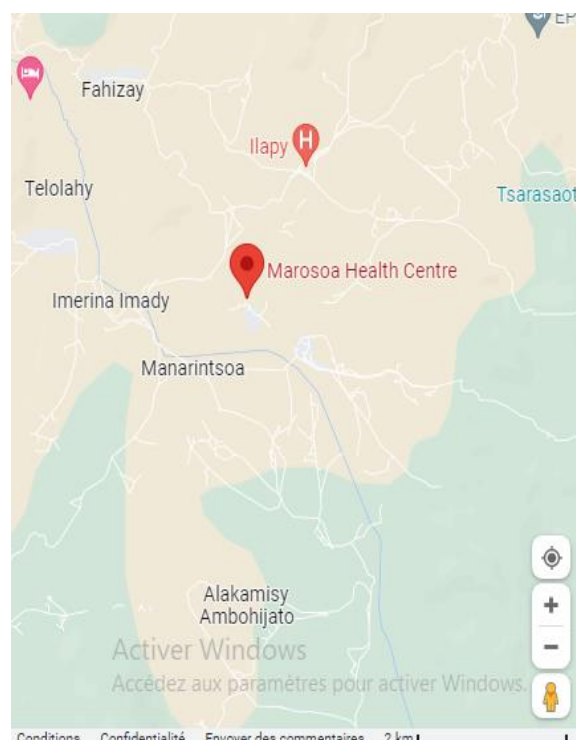 EP
Fahizay
H
Ilapy
Telolahy
Tsarasaot
Marosoa Health Centre
Imerina Imady
Manarintsoa
Alakamisy
Ambohijato
Activer Windows
Accédez aux paramètres pour activer Windows.
Conditions Confidentialité Envoyer des commentaires 2 km